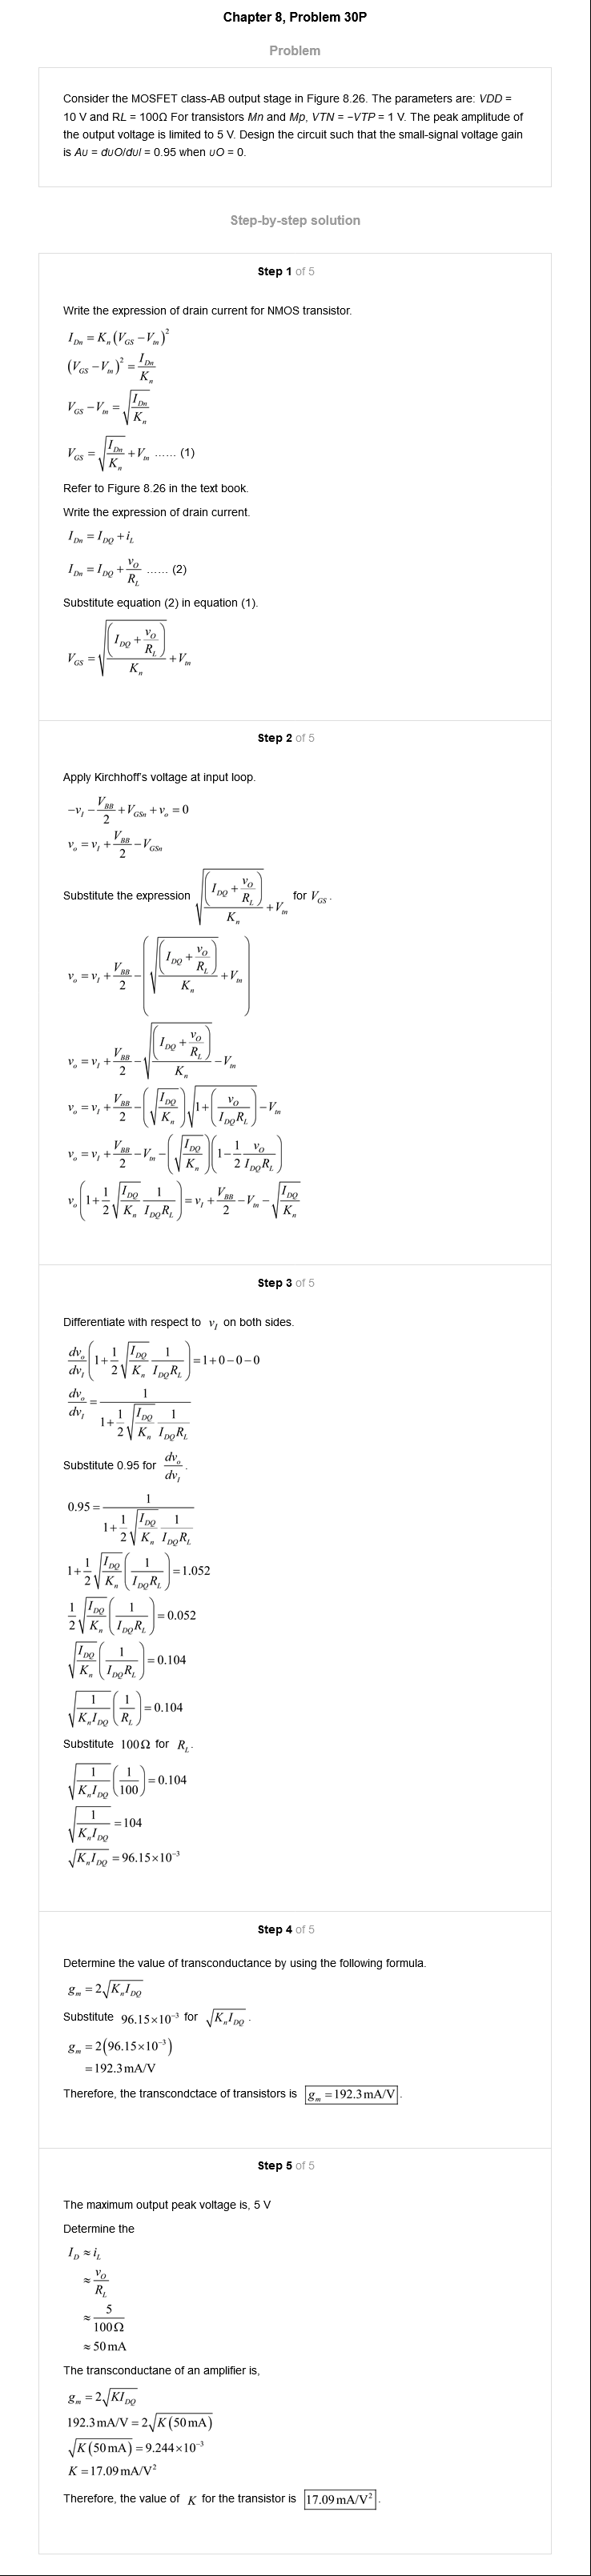 Chapter 8, Problem 30P
Problem
Consider the MOSFET class-AB output stage in Figure 8.26. The parameters are: VDD =
10 V and RL = 100Ω For transistors Mn and Mp, VTN = −VTP = 1 V. The peak amplitude of
the output voltage is limited to 5 V. Design the circuit such that the small-signal voltage gain
is Aυ = dυO/dυI = 0.95 when υO = 0.
Step-by-step solution
Step 1 of 5
Write the expression of drain current for NMOS transistor.
I_{Dn} = K_n (V_{GS} − V_{tn})^2
(V_{GS} − V_{tn})^2 = \frac{I_{Dn}}{K_n}
V_{GS} − V_{tn} = \sqrt{\frac{I_{Dn}}{K_n}}
V_{GS} = \sqrt{\frac{I_{Dn}}{K_n}} + V_{tn} ...... (1)
Refer to Figure 8.26 in the text book.
Write the expression of drain current.
I_{Dn} = I_{DQ} + i_L
I_{Dn} = I_{DQ} + \frac{v_O}{R_L} ...... (2)
Substitute equation (2) in equation (1).
V_{GS} = \sqrt{\frac{\left(I_{DQ} + \frac{v_O}{R_L}\right)}{K_n}} + V_{tn}
Step 2 of 5
Apply Kirchhoff's voltage at input loop.
−v_I − \frac{V_{BB}}{2} + V_{GSn} + v_o = 0
v_o = v_I + \frac{V_{BB}}{2} − V_{GSn}
Substitute the expression \sqrt{\frac{\left(I_{DQ} + \frac{v_O}{R_L}\right)}{K_n}} + V_{tn} for V_{GS}.
v_o = v_I + \frac{V_{BB}}{2} − \left(\sqrt{\frac{\left(I_{DQ} + \frac{v_O}{R_L}\right)}{K_n}} + V_{tn}\right)
v_o = v_I + \frac{V_{BB}}{2} − \sqrt{\frac{\left(I_{DQ} + \frac{v_O}{R_L}\right)}{K_n}} − V_{tn}
v_o = v_I + \frac{V_{BB}}{2} − \left(\sqrt{\frac{I_{DQ}}{K_n}}\right)\sqrt{1 + \left(\frac{v_O}{I_{DQ}R_L}\right)} − V_{tn}
v_o = v_I + \frac{V_{BB}}{2} − V_{tn} − \left(\sqrt{\frac{I_{DQ}}{K_n}}\right)\left(1 − \frac{1}{2}\frac{v_O}{I_{DQ}R_L}\right)
v_o\left(1 + \frac{1}{2}\sqrt{\frac{I_{DQ}}{K_n}}\frac{1}{I_{DQ}R_L}\right) = v_I + \frac{V_{BB}}{2} − V_{tn} − \sqrt{\frac{I_{DQ}}{K_n}}
Step 3 of 5
Differentiate with respect to v_I on both sides.
\frac{dv_o}{dv_I}\left(1 + \frac{1}{2}\sqrt{\frac{I_{DQ}}{K_n}}\frac{1}{I_{DQ}R_L}\right) = 1 + 0 − 0 − 0
\frac{dv_o}{dv_I} = \frac{1}{1 + \frac{1}{2}\sqrt{\frac{I_{DQ}}{K_n}}\frac{1}{I_{DQ}R_L}}
Substitute 0.95 for \frac{dv_o}{dv_I}.
0.95 = \frac{1}{1 + \frac{1}{2}\sqrt{\frac{I_{DQ}}{K_n}}\frac{1}{I_{DQ}R_L}}
1 + \frac{1}{2}\sqrt{\frac{I_{DQ}}{K_n}}\left(\frac{1}{I_{DQ}R_L}\right) = 1.052
\frac{1}{2}\sqrt{\frac{I_{DQ}}{K_n}}\left(\frac{1}{I_{DQ}R_L}\right) = 0.052
\sqrt{\frac{I_{DQ}}{K_n}}\left(\frac{1}{I_{DQ}R_L}\right) = 0.104
\sqrt{\frac{1}{K_n I_{DQ}}}\left(\frac{1}{R_L}\right) = 0.104
Substitute 100Ω for R_L.
\sqrt{\frac{1}{K_n I_{DQ}}}\left(\frac{1}{100}\right) = 0.104
\sqrt{\frac{1}{K_n I_{DQ}}} = 104
\sqrt{K_n I_{DQ}} = 96.15×10^{−3}
Step 4 of 5
Determine the value of transconductance by using the following formula.
g_m = 2\sqrt{K_n I_{DQ}}
Substitute 96.15×10^{−3} for \sqrt{K_n I_{DQ}}.
g_m = 2(96.15×10^{−3})
= 192.3 mA/V
Therefore, the transcondctace of transistors is g_m = 192.3 mA/V.
Step 5 of 5
The maximum output peak voltage is, 5 V
Determine the
I_D ≈ i_L
≈ \frac{v_O}{R_L}
≈ \frac{5}{100Ω}
≈ 50 mA
The transconductane of an amplifier is,
g_m = 2\sqrt{KI_{DQ}}
192.3 mA/V = 2\sqrt{K(50 mA)}
\sqrt{K(50 mA)} = 9.244×10^{−3}
K = 17.09 mA/V^2
Therefore, the value of K for the transistor is 17.09 mA/V^2.